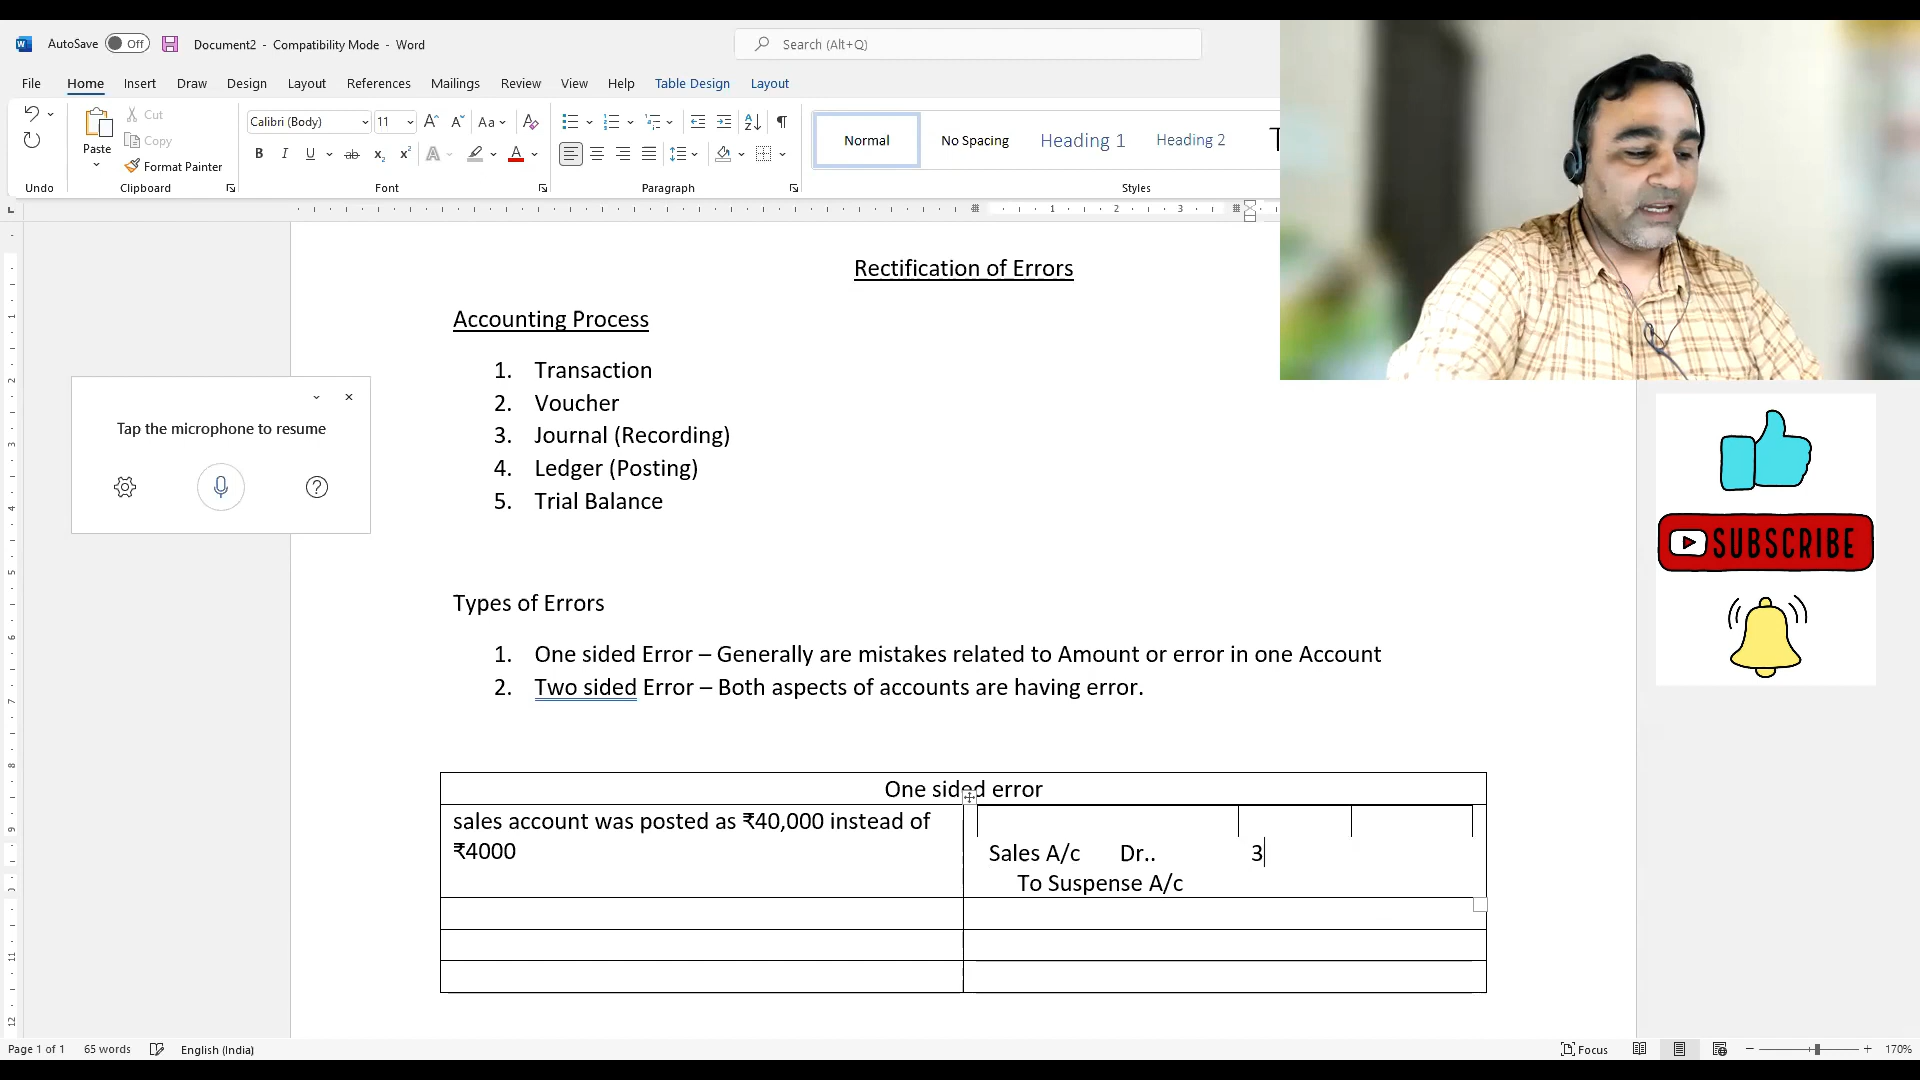 AutoSave Off Document2 - Compatibility Mode - Word
Search (Alt+Q)
File Home Insert Draw Design Layout References Mailings Review View Help Table Design Layout
Paste
Cut
Copy
Format Painter
Calibri (Body) 11
Normal
No Spacing
Heading 1
Heading 2
Undo Clipboard Font Paragraph Styles
1 2 3
Rectification of Errors
Accounting Process
1. Transaction
2. Voucher
3. Journal (Recording)
4. Ledger (Posting)
5. Trial Balance
Tap the microphone to resume
SUBSCRIBE
Types of Errors
1. One sided Error – Generally are mistakes related to Amount or error in one Account
2. Two sided Error – Both aspects of accounts are having error.
One sided error
sales account was posted as ₹40,000 instead of
₹4000
Sales A/c Dr.. 3
To Suspense A/c
Page 1 of 1 65 words English (India) Focus 170%